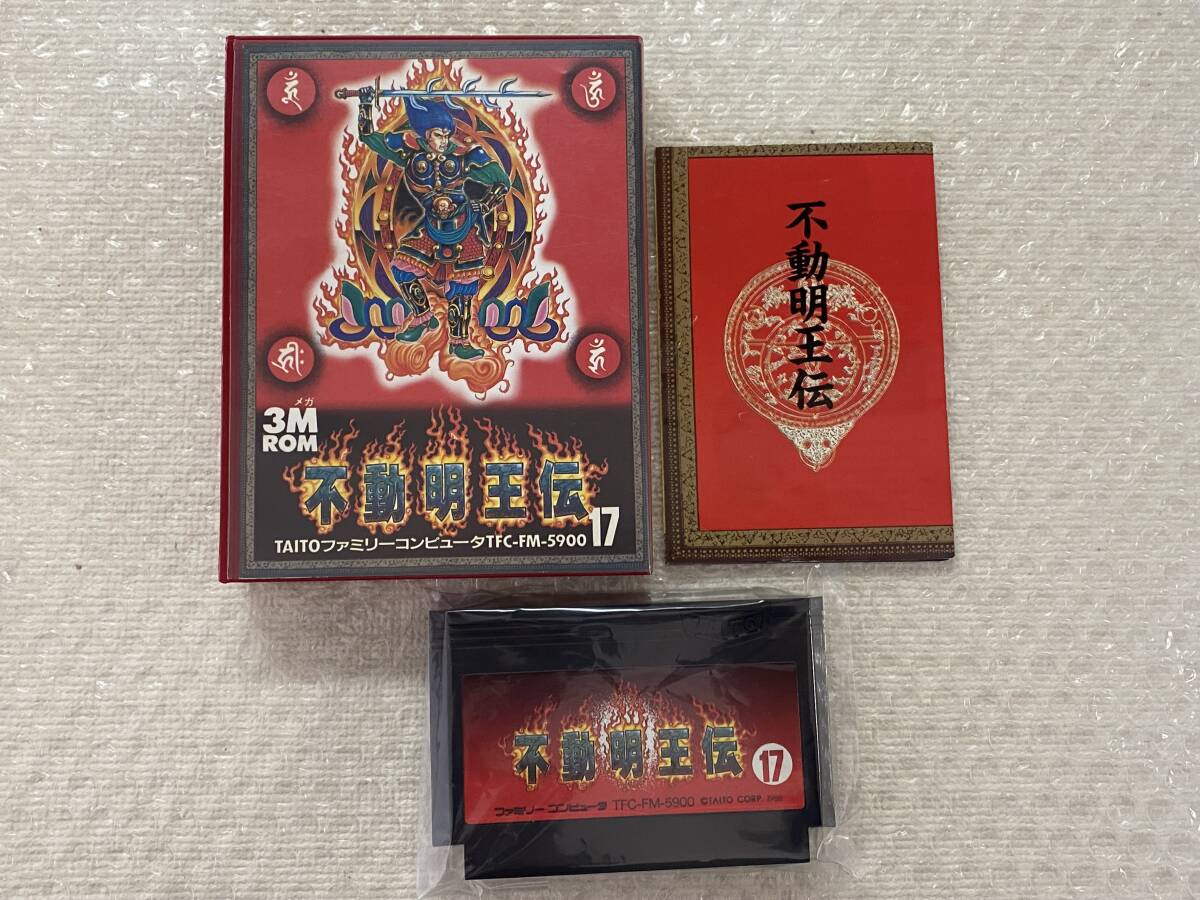 メガ
3M
ROM
不動明王伝
17
TAITOファミリーコンピュータTFC-FM-5900
不動明王伝
不動明王伝
17
ファミリーコンピュータ TFC-FM-5900 ©TAITO CORP.